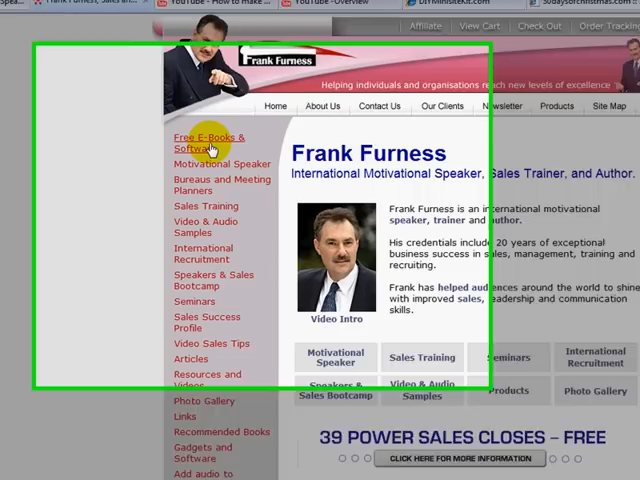 Frank Furness, Sales an
YouTube - How to make
YouTube - Overview
DIYMinisiteKit.com
30daysofchristmas.com
Affiliate View Cart Check Out Order Tracking
Frank Furness
Helping individuals and organisations reach new levels of excellence
Home About Us Contact Us Our Clients Newsletter Products Site Map
Free E-Books &
Software
Motivational Speaker
Bureaus and Meeting
Planners
Sales Training
Video & Audio
Samples
International
Recruitment
Speakers & Sales
Bootcamp
Seminars
Sales Success
Profile
Video Sales Tips
Articles
Resources and
Videos
Photo Gallery
Links
Recommended Books
Gadgets and
Software
Add audio to
Frank Furness
International Motivational Speaker, Sales Trainer, and Author.
Frank Furness is an international motivational
speaker, trainer and author.
His credentials include 20 years of exceptional
business success in sales, management, training and
recruiting.
Frank has helped audiences around the world to shine
with improved sales, leadership and communication
skills.
Video Intro
Motivational
Speaker
Sales Training
Seminars
International
Recruitment
Speakers &
Sales Bootcamp
Video & Audio
Samples
Products
Photo Gallery
39 POWER SALES CLOSES – FREE
CLICK HERE FOR MORE INFORMATION